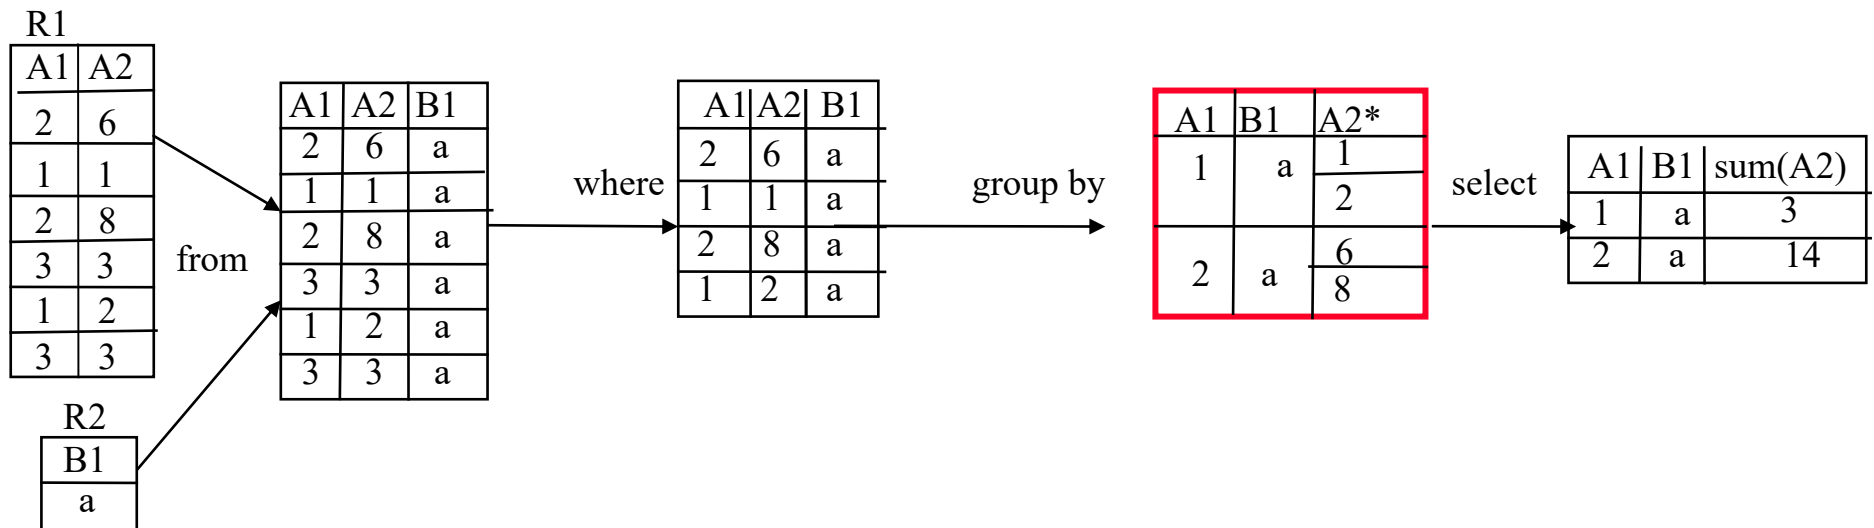 R1
A1 A2
2 6
1 1
2 8
3 3
1 2
3 3
R2
B1
a
from
A1 A2 B1
2 6 a
1 1 a
2 8 a
3 3 a
1 2 a
3 3 a
where
A1 A2 B1
2 6 a
1 1 a
2 8 a
1 2 a
group by
A1 B1 A2*
1 a 1
2
2 a 6
8
select
A1 B1 sum(A2)
1 a 3
2 a 14